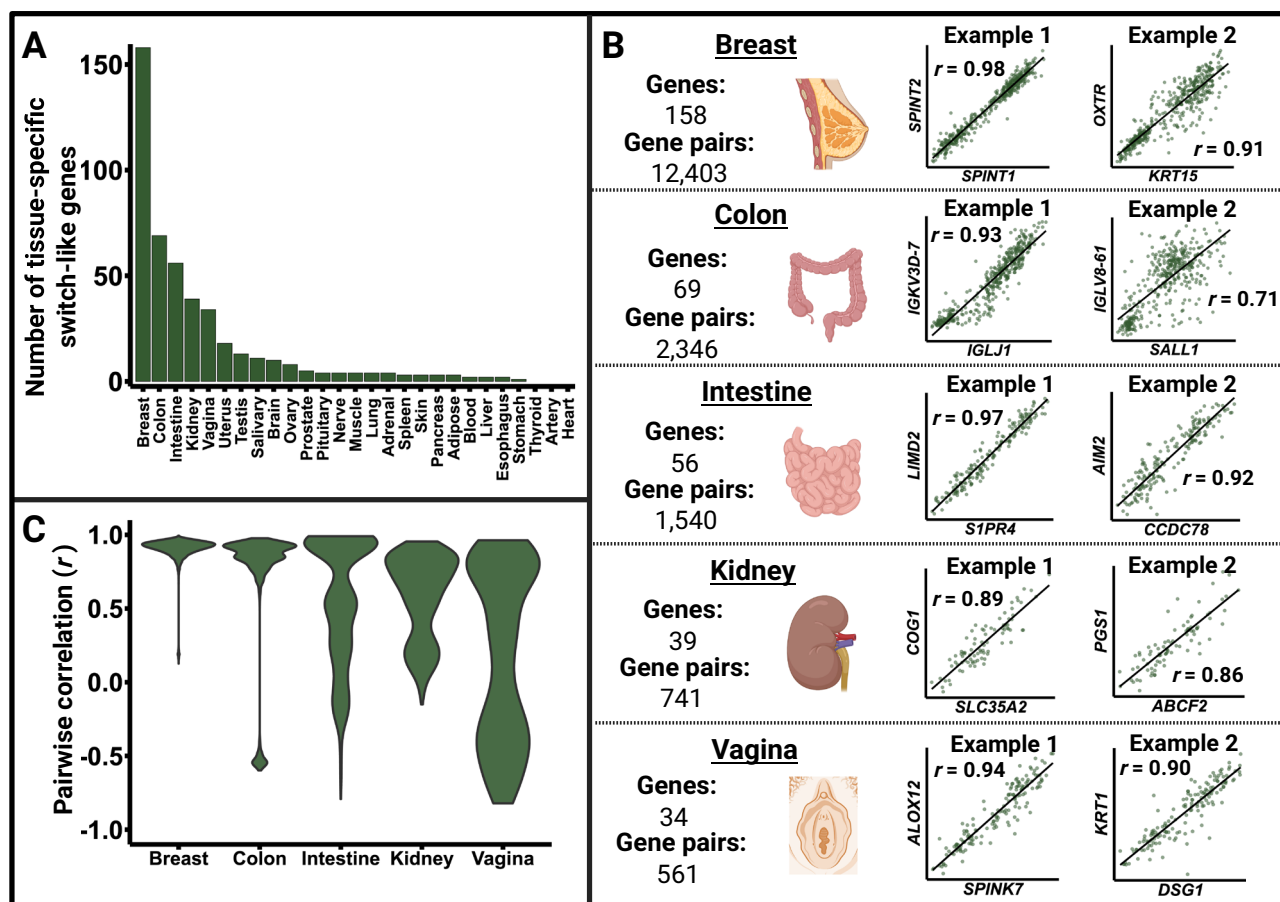 A
Number of tissue-specific
switch-like genes
150
100
50
0
Breast
Colon
Intestine
Kidney
Vagina
Uterus
Testis
Salivary
Brain
Ovary
Prostate
Pituitary
Nerve
Muscle
Lung
Adrenal
Spleen
Skin
Pancreas
Adipose
Blood
Liver
Esophagus
Stomach
Thyroid
Artery
Heart
B
Breast
Genes:
158
Gene pairs:
12,403
Example 1
r = 0.98
SPINT2
SPINT1
Example 2
r = 0.91
OXTR
KRT15
Colon
Genes:
69
Gene pairs:
2,346
Example 1
r = 0.93
IGKV3D-7
IGLJ1
Example 2
r = 0.71
IGLV8-61
SALL1
Intestine
Genes:
56
Gene pairs:
1,540
Example 1
r = 0.97
LIMD2
S1PR4
Example 2
r = 0.92
AIM2
CCDC78
Kidney
Genes:
39
Gene pairs:
741
Example 1
r = 0.89
COG1
SLC35A2
Example 2
r = 0.86
PGS1
ABCF2
Vagina
Genes:
34
Gene pairs:
561
Example 1
r = 0.94
ALOX12
SPINK7
Example 2
r = 0.90
KRT1
DSG1
C
Pairwise correlation (r)
1.0
0.5
0.0
-0.5
-1.0
Breast
Colon
Intestine
Kidney
Vagina